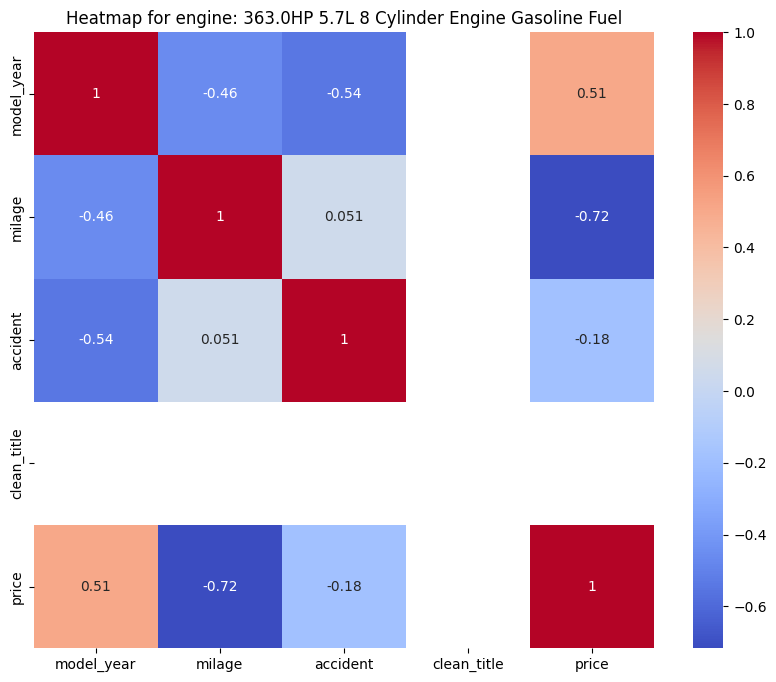 Heatmap for engine: 363.0HP 5.7L 8 Cylinder Engine Gasoline Fuel
model_year 1 -0.46 -0.54 0.51
milage -0.46 1 0.051 -0.72
accident -0.54 0.051 1 -0.18
clean_title
price 0.51 -0.72 -0.18 1
model_year milage accident clean_title price
1.0
0.8
0.6
0.4
0.2
0.0
−0.2
−0.4
−0.6